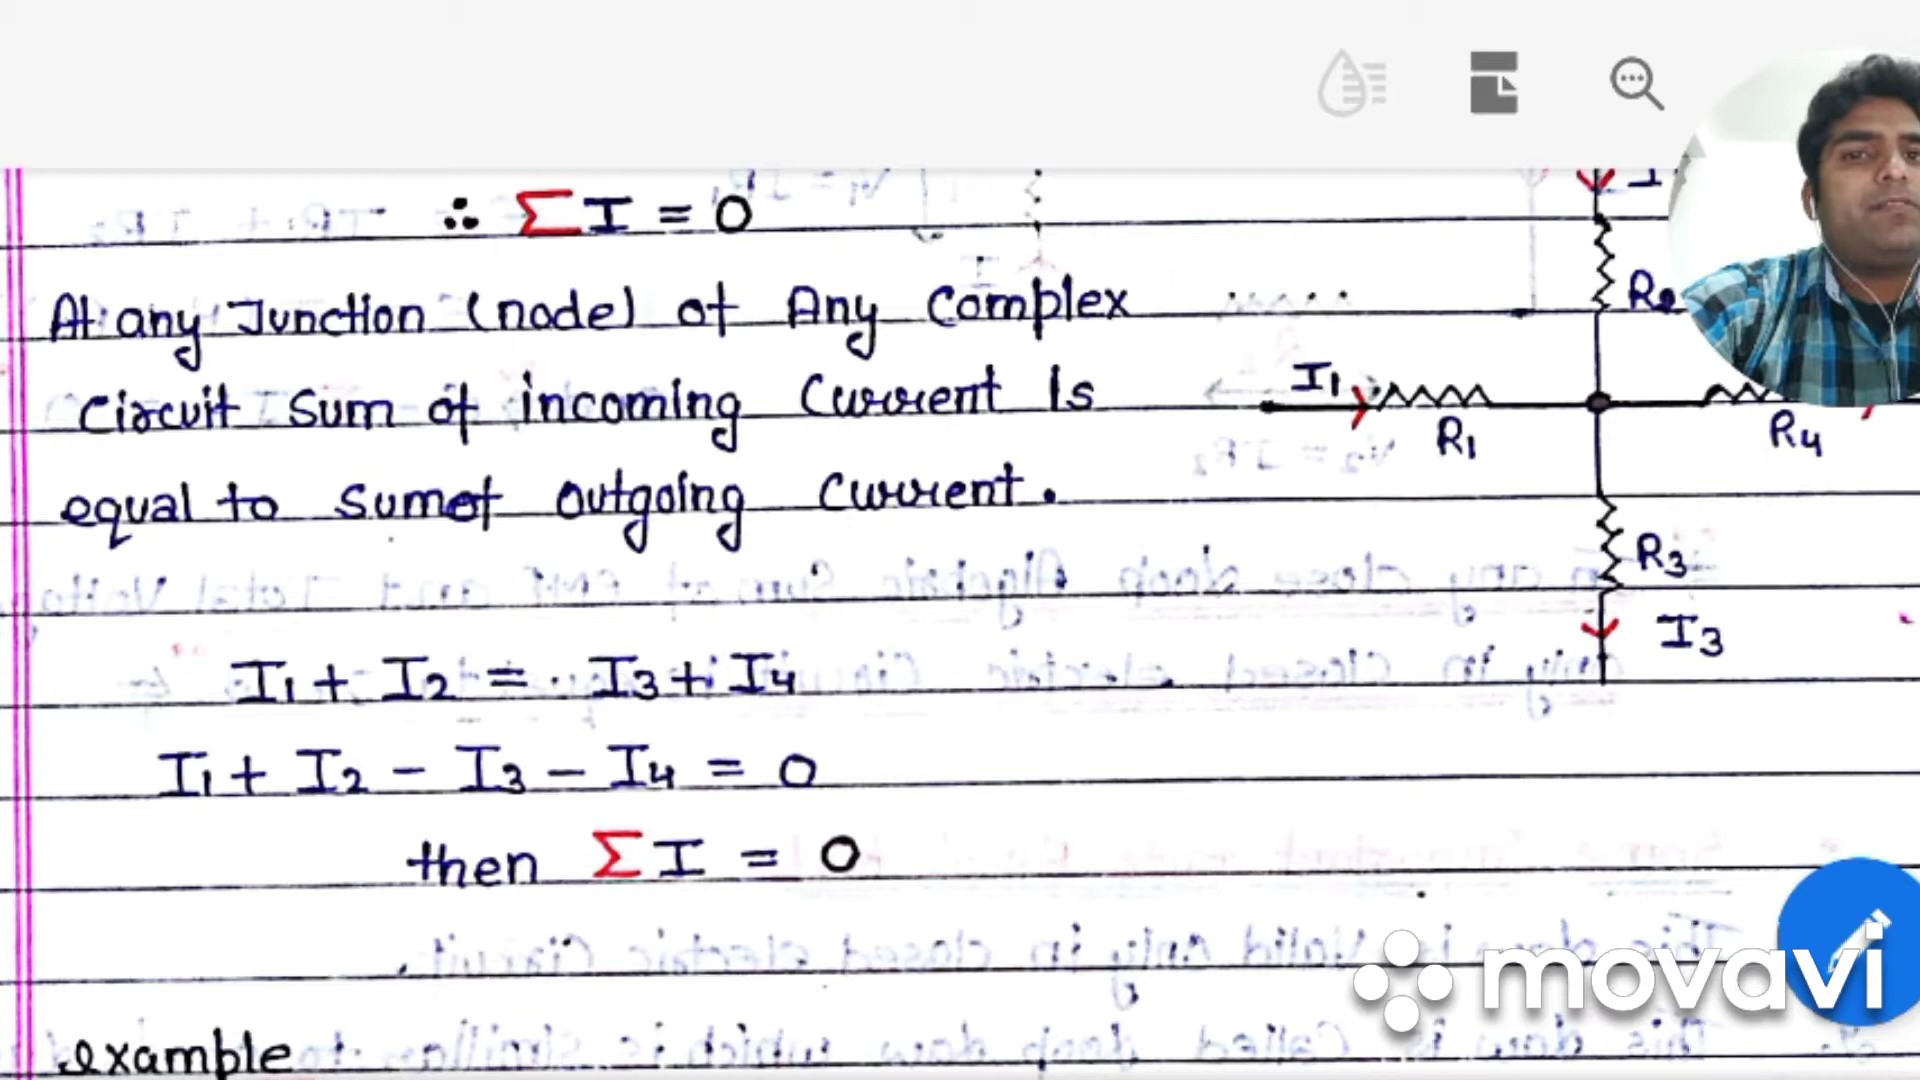 ∴ ΣI = 0
At any Junction (node) of Any Complex
Circuit Sum of incoming Current Is
equal to Sum of Outgoing Current.
I1 + I2 = I3 + I4
I1 + I2 - I3 - I4 = 0
then ΣI = 0
example
R2
I1
R1
R4
R3
I3
movavi